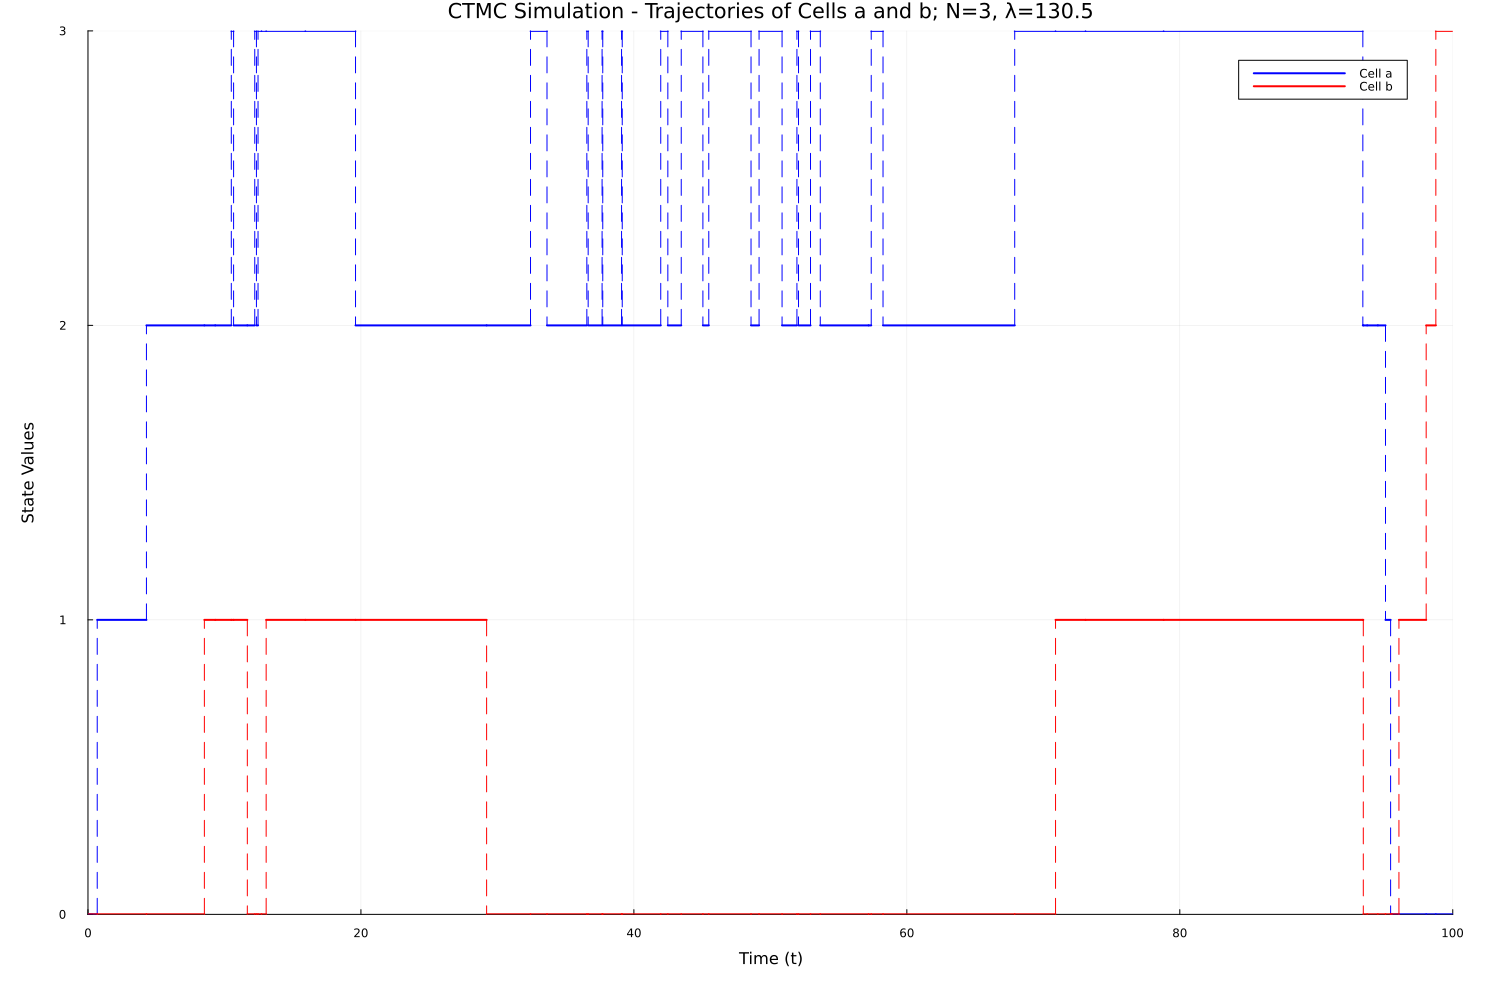 CTMC Simulation - Trajectories of Cells a and b; N=3, λ=130.5
3
Cell a
Cell b
2
State Values
1
0
0 20 40 60 80 100
Time (t)